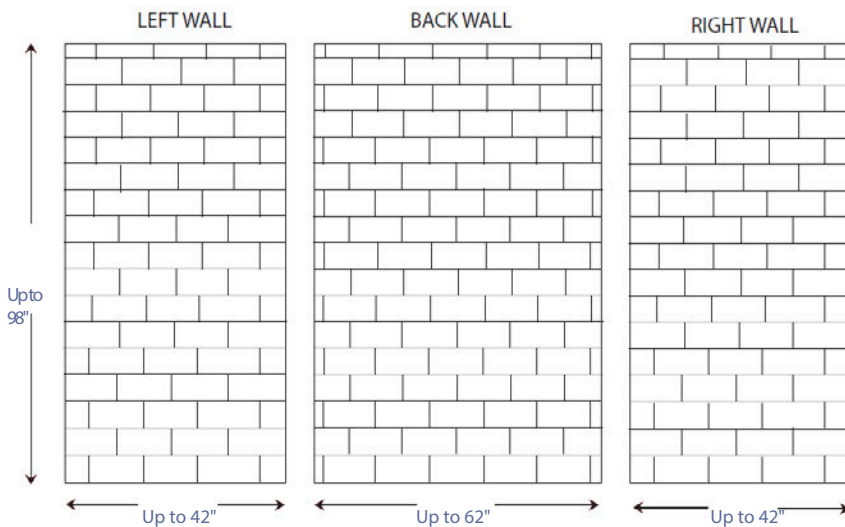 LEFT WALL
BACK WALL
RIGHT WALL
Upto
98"
Up to 42"
Up to 62"
Up to 42"